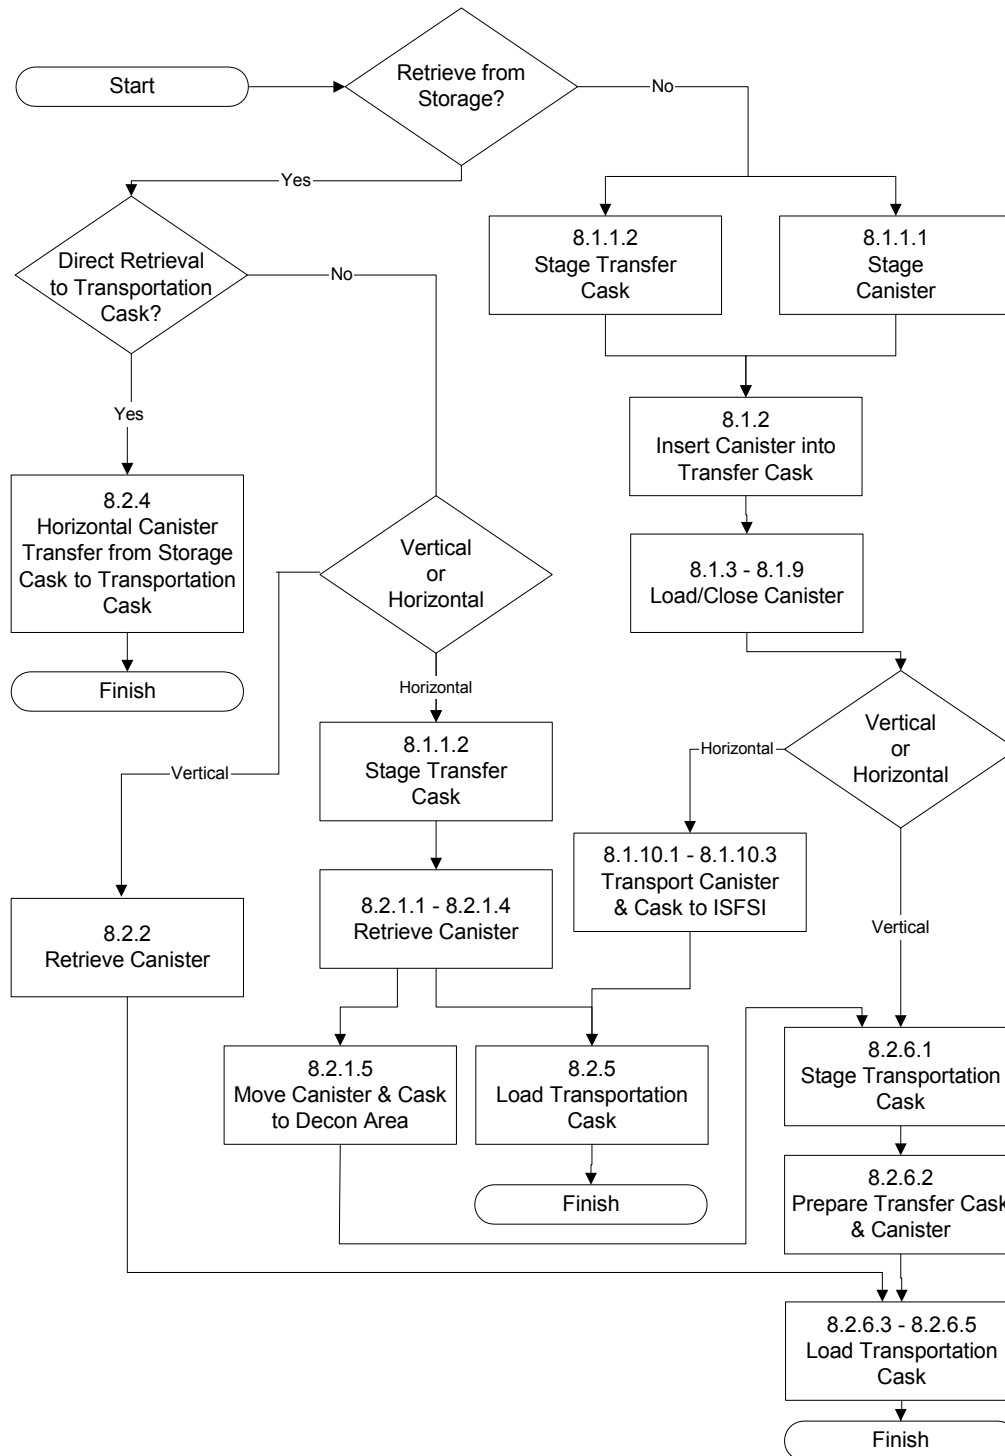 Start
Retrieve from
Storage?
No
Yes
Direct Retrieval
to Transportation
Cask?
No
8.1.1.2
Stage Transfer
Cask
8.1.1.1
Stage
Canister
Yes
8.1.2
Insert Canister into
Transfer Cask
8.2.4
Horizontal Canister
Transfer from Storage
Cask to Transportation
Cask
Vertical
or
Horizontal
8.1.3 - 8.1.9
Load/Close Canister
Finish
Horizontal
Vertical
8.1.1.2
Stage Transfer
Cask
Horizontal
Vertical
or
Horizontal
8.1.10.1 - 8.1.10.3
Transport Canister
& Cask to ISFSI
8.2.2
Retrieve Canister
8.2.1.1 - 8.2.1.4
Retrieve Canister
Vertical
8.2.1.5
Move Canister & Cask
to Decon Area
8.2.5
Load Transportation
Cask
8.2.6.1
Stage Transportation
Cask
Finish
8.2.6.2
Prepare Transfer Cask
& Canister
8.2.6.3 - 8.2.6.5
Load Transportation
Cask
Finish